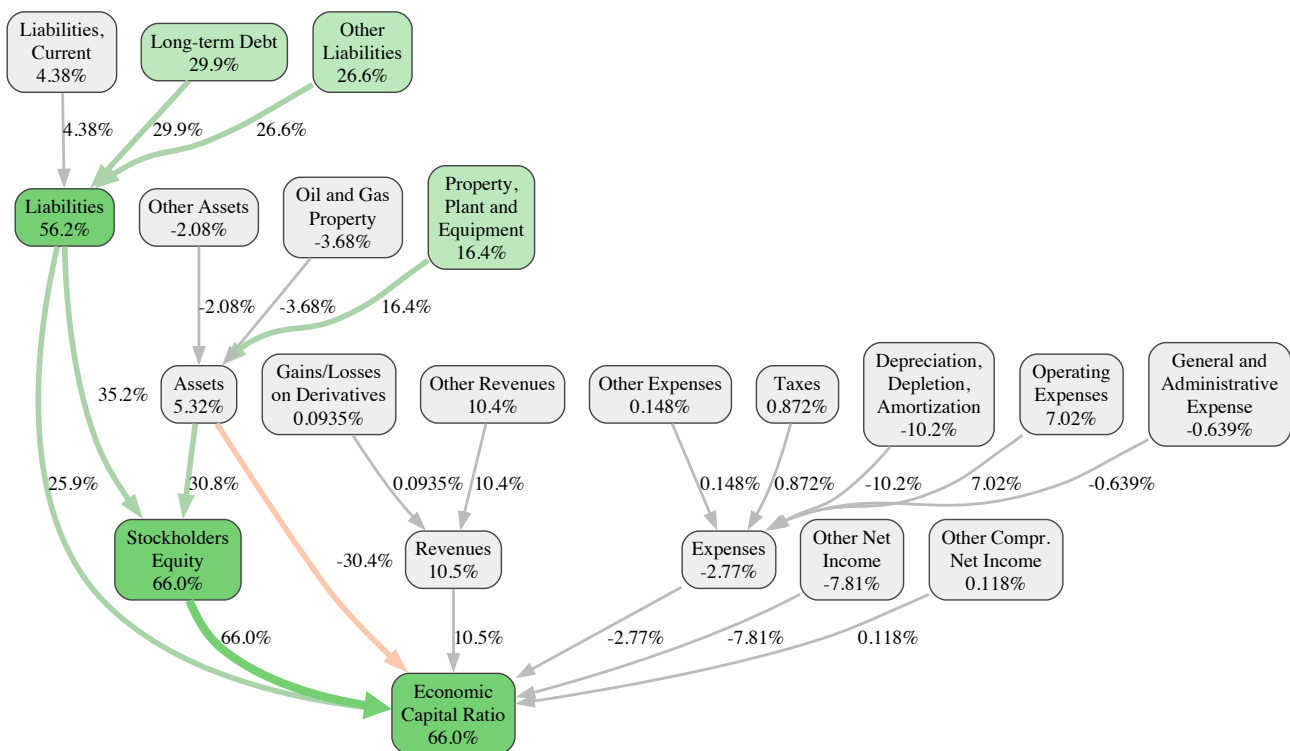 Liabilities,
Current
4.38%
Long-term Debt
29.9%
Other
Liabilities
26.6%
4.38%
29.9%
26.6%
Liabilities
56.2%
Other Assets
-2.08%
Oil and Gas
Property
-3.68%
Property,
Plant and
Equipment
16.4%
-2.08%
-3.68%
16.4%
35.2%
Assets
5.32%
Gains/Losses
on Derivatives
0.0935%
Other Revenues
10.4%
Other Expenses
0.148%
Taxes
0.872%
Depreciation,
Depletion,
Amortization
-10.2%
Operating
Expenses
7.02%
General and
Administrative
Expense
-0.639%
25.9%
30.8%
0.0935%
10.4%
0.148%
0.872%
-10.2%
7.02%
-0.639%
Stockholders
Equity
66.0%
-30.4%
Revenues
10.5%
Expenses
-2.77%
Other Net
Income
-7.81%
Other Compr.
Net Income
0.118%
66.0%
10.5%
-2.77%
-7.81%
0.118%
Economic
Capital Ratio
66.0%